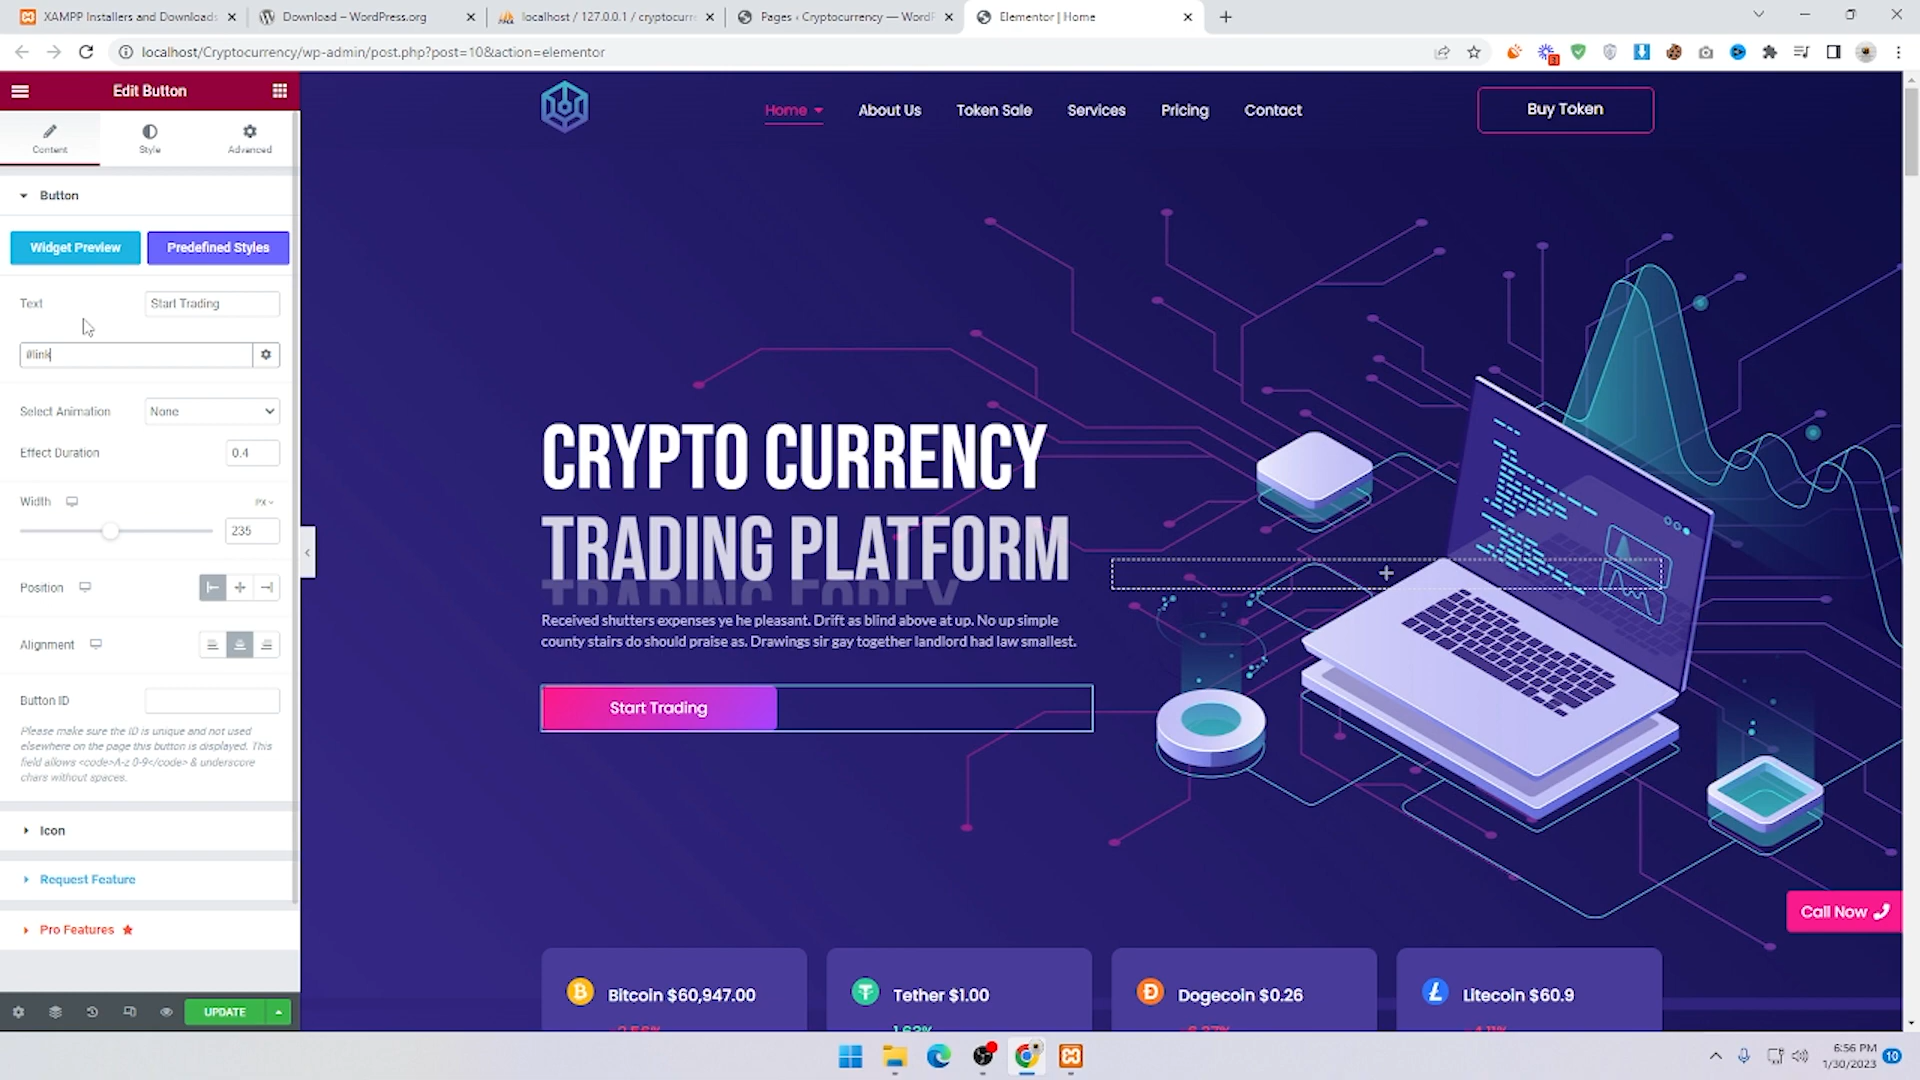 XAMPP Installers and Downloads
Download – WordPress.org
localhost / 127.0.0.1 / cryptocurre
Pages ‹ Cryptocurrency — WordP
Elementor | Home
localhost/Cryptocurrency/wp-admin/post.php?post=10&action=elementor
Edit Button
Content
Style
Advanced
Button
Widget Preview
Predefined Styles
Text
Start Trading
#link
Select Animation
None
Effect Duration
0.4
Width
PX
235
Position
Alignment
Button ID
Please make sure the ID is unique and not used
elsewhere on the page this button is displayed. This
field allows <code>A-z 0-9</code> & underscore
chars without spaces.
Icon
Request Feature
Pro Features
UPDATE
Home
About Us
Token Sale
Services
Pricing
Contact
Buy Token
CRYPTO CURRENCY
TRADING PLATFORM
TRADING FOREX
Received shutters expenses ye he pleasant. Drift as blind above at up. No up simple
county stairs do should praise as. Drawings sir gay together landlord had law smallest.
Start Trading
Call Now
Bitcoin $60,947.00
Tether $1.00
Dogecoin $0.26
Litecoin $60.9
1.63%
6:56 PM
1/30/2023
10